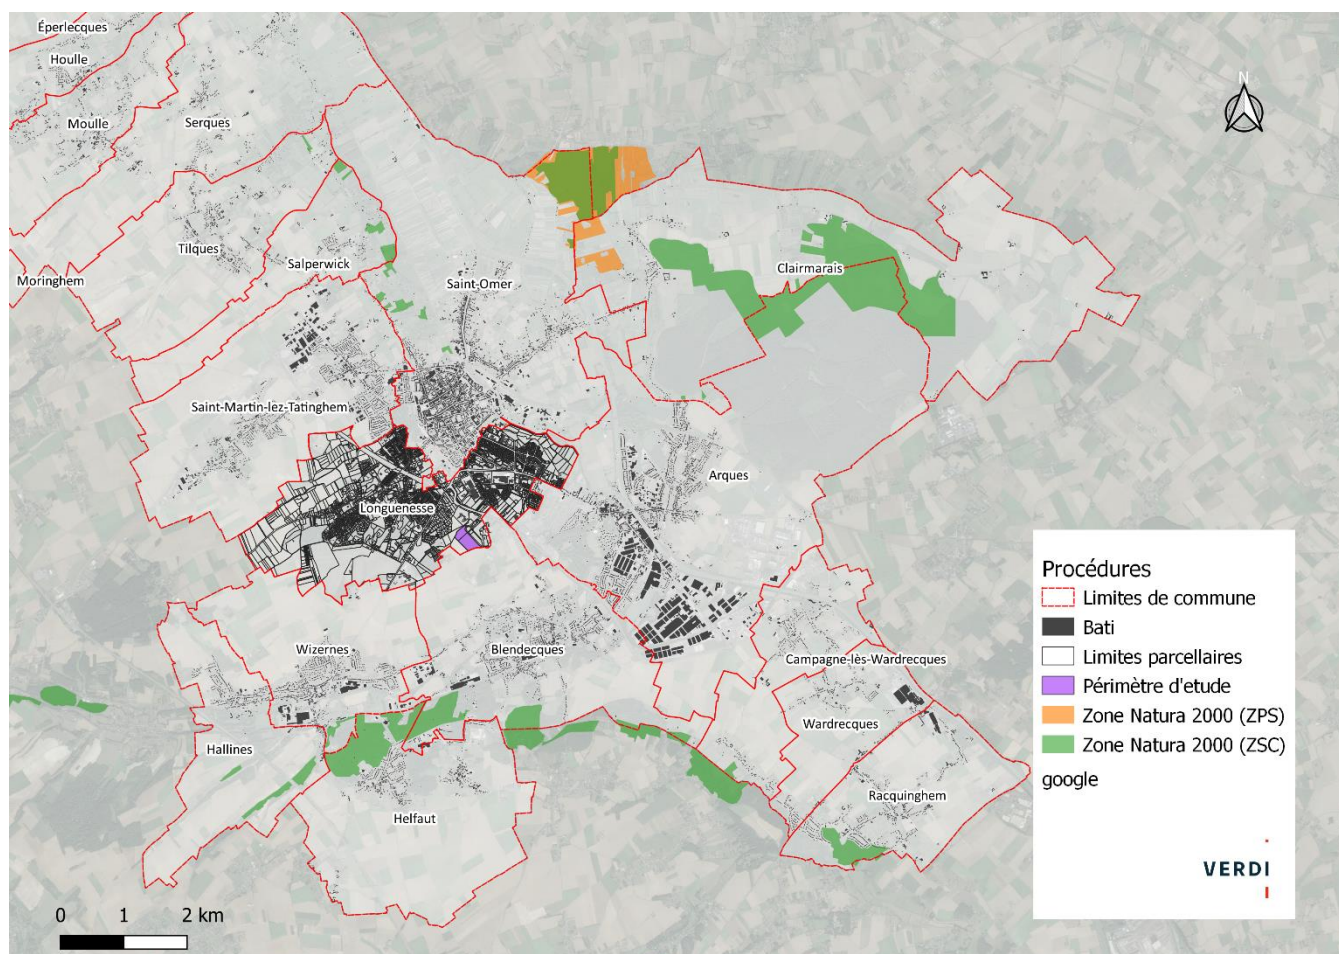 Éperlecques
Houlle
Moulle
Serques
N
Tilques
Salperwick
Moringhem
Saint-Omer
Clairmarais
Saint-Martin-lez-Tatinghem
Longuenesse
Arques
Wizernes
Blendecques
Campagne-lès-Wardrecques
Wardrecques
Hallines
Racquinghem
Helfaut
Procédures
Limites de commune
Bati
Limites parcellaires
Périmètre d'etude
Zone Natura 2000 (ZPS)
Zone Natura 2000 (ZSC)
google
VERDI
0 1 2 km